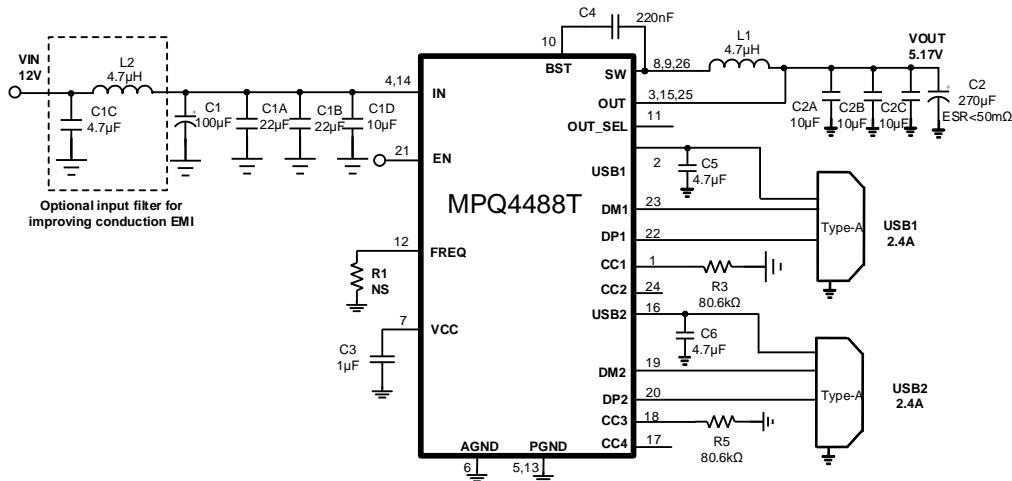 C4
220nF
10
BST
VIN
12V
L2
4.7µH
C1C
4.7µF
C1
100µF
C1A
22µF
C1B
22µF
C1D
10µF
4,14
IN
21
EN
Optional input filter for
improving conduction EMI
12
FREQ
R1
NS
7
VCC
C3
1µF
MPQ4488T
AGND
6
PGND
5,13
SW
8,9,26
L1
4.7µH
VOUT
5.17V
OUT
3,15,25
OUT_SEL
11
C2A
10µF
C2B
10µF
C2C
10µF
C2
270µF
ESR<50mΩ
USB1
2
C5
4.7µF
DM1
23
DP1
22
Type-A
USB1
2.4A
CC1
1
R3
80.6kΩ
CC2
24
USB2
16
C6
4.7µF
DM2
19
DP2
20
Type-A
USB2
2.4A
CC3
18
R5
80.6kΩ
CC4
17